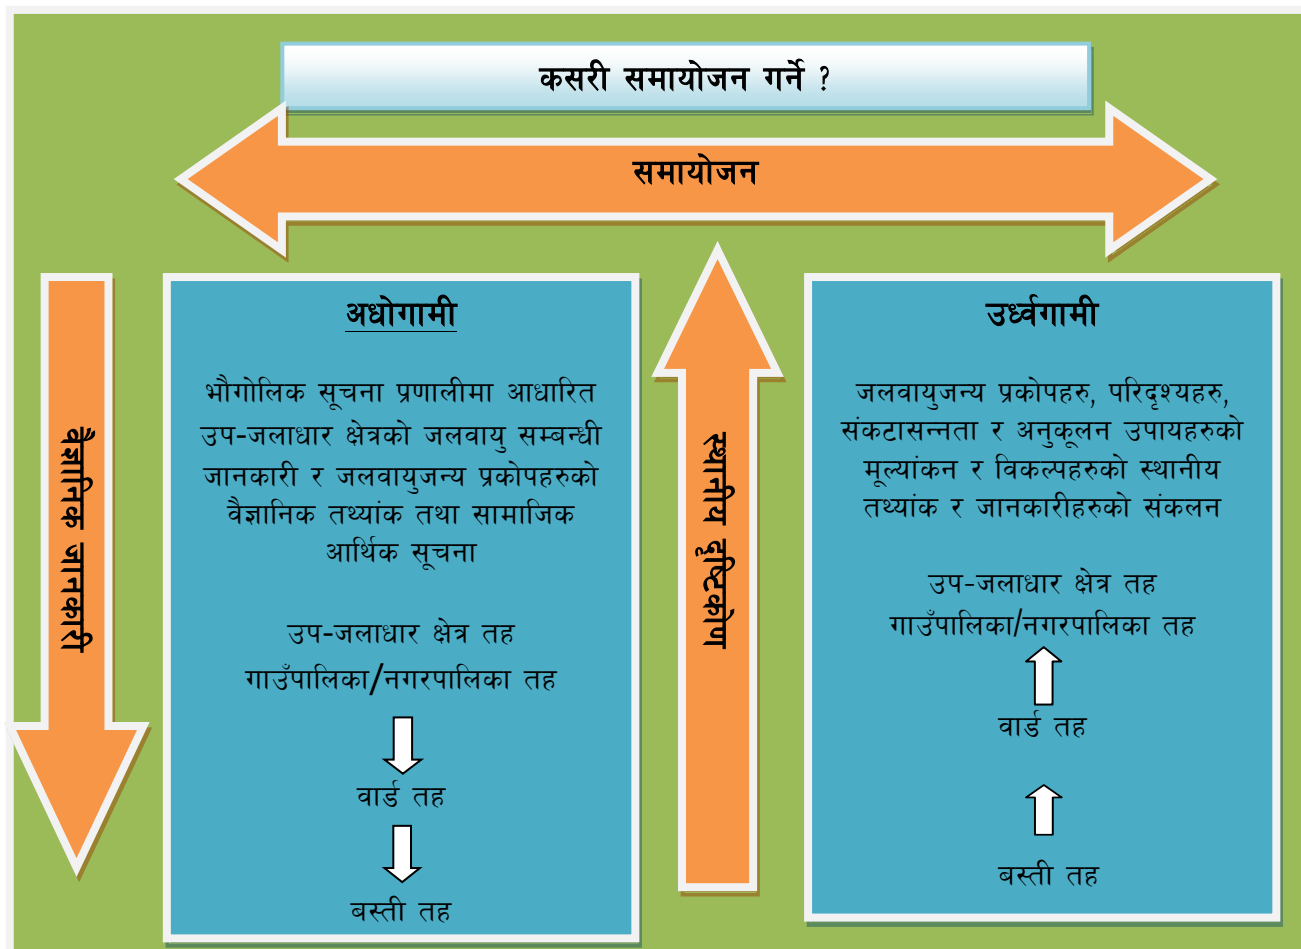 कसरी समायोजन गर्ने ?
समायोजन
वैज्ञानिक जानकारी
अधोगामी
भौगोलिक सूचना प्रणालीमा आधारित
उप-जलाधार क्षेत्रको जलवायु सम्बन्धी
जानकारी र जलवायुजन्य प्रकोपहरुको
वैज्ञानिक तथ्यांक तथा सामाजिक
आर्थिक सूचना
उप-जलाधार क्षेत्र तह
गाउँपालिका/नगरपालिका तह
वार्ड तह
बस्ती तह
स्थानीय दृष्टिकोण
उर्ध्वगामी
जलवायुजन्य प्रकोपहरु, परिदृश्यहरु,
संकटासन्नता र अनुकूलन उपायहरुको
मूल्यांकन र विकल्पहरुको स्थानीय
तथ्यांक र जानकारीहरुको संकलन
उप-जलाधार क्षेत्र तह
गाउँपालिका/नगरपालिका तह
वार्ड तह
बस्ती तह